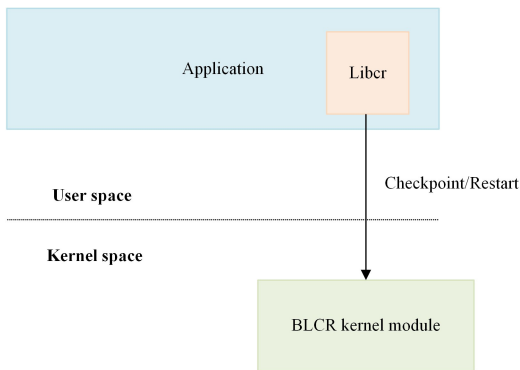 Application
Libcr
Checkpoint/Restart
User space
Kernel space
BLCR kernel module